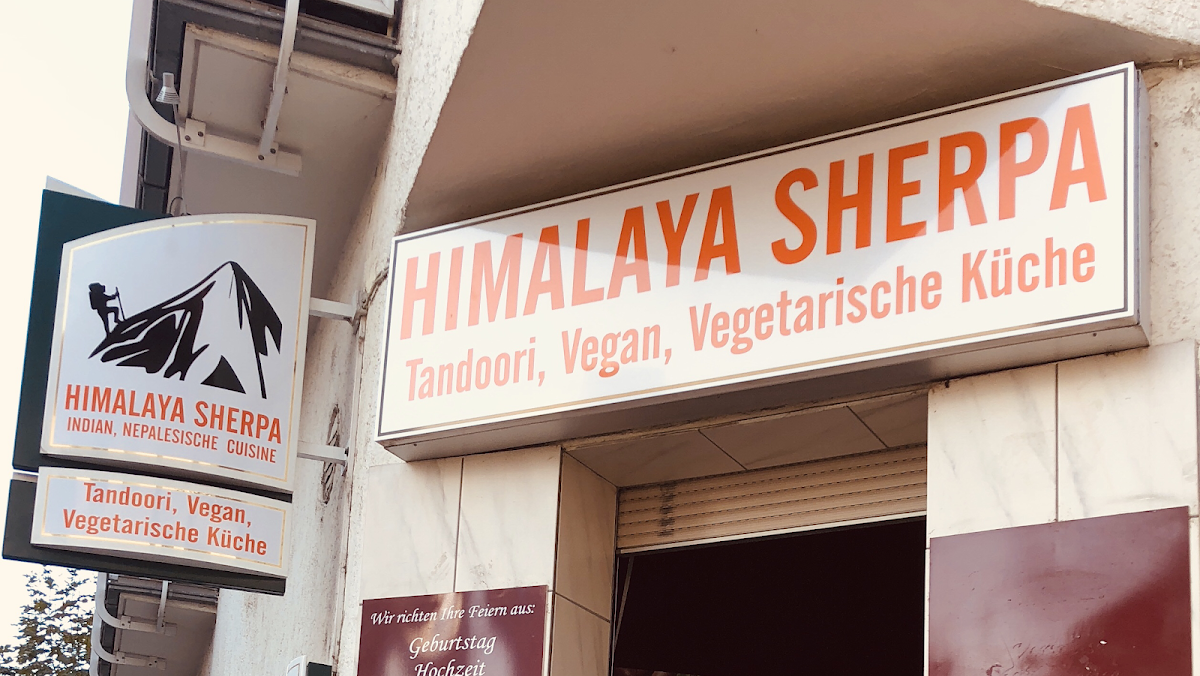 HIMALAYA SHERPA
INDIAN, NEPALESISCHE CUISINE
Tandoori, Vegan,
Vegetarische Küche
HIMALAYA SHERPA
Tandoori, Vegan, Vegetarische Küche
Wir richten Ihre Feiern aus:
Geburtstag
Hochzeit